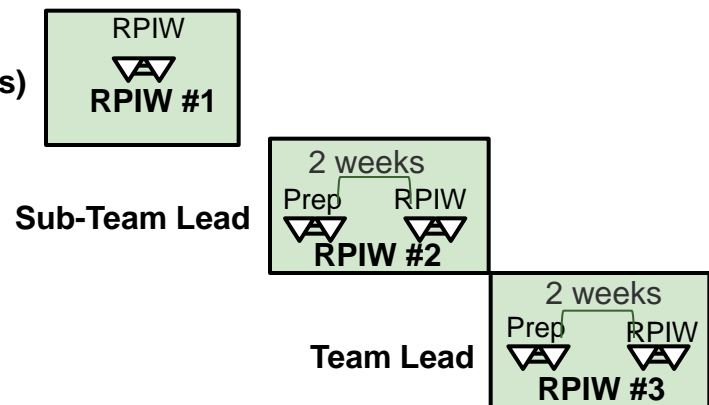 RPIW
s)
RPIW #1
2 weeks
Prep RPIW
Sub-Team Lead
RPIW #2
2 weeks
Prep RPIW
Team Lead
RPIW #3